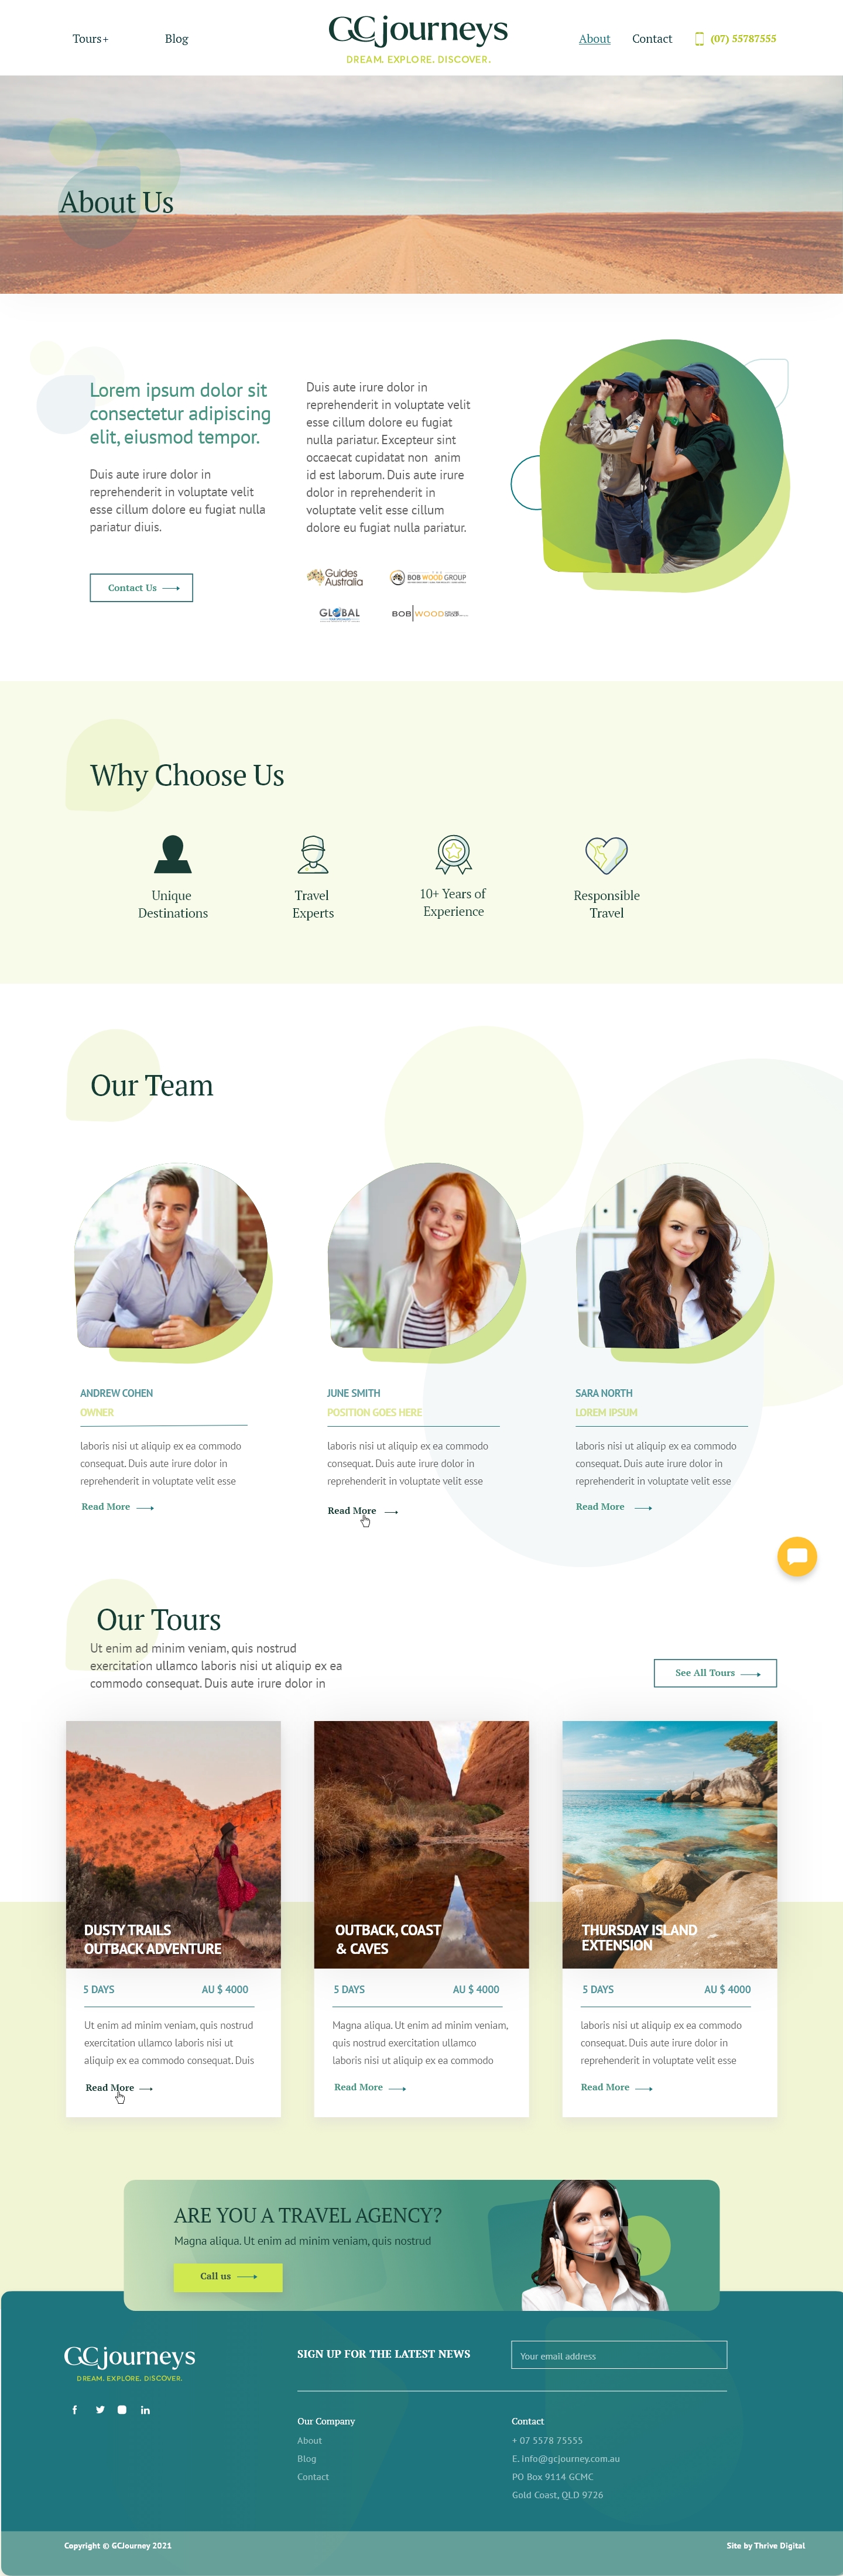 Tours+
Blog
GCjourneys
DREAM. EXPLORE. DISCOVER.
About
Contact
(07) 55787555
About Us
Lorem ipsum dolor sit
consectetur adipiscing
elit, eiusmod tempor.
Duis aute irure dolor in
reprehenderit in voluptate velit
esse cillum dolore eu fugiat nulla
pariatur diuis.
Contact Us
Duis aute irure dolor in
reprehenderit in voluptate velit
esse cillum dolore eu fugiat
nulla pariatur. Excepteur sint
occaecat cupidatat non anim
id est laborum. Duis aute irure
dolor in reprehenderit in
voluptate velit esse cillum
dolore eu fugiat nulla pariatur.
Guides
Australia
BOB WOOD GROUP
GLOBAL
BOB WOOD
Why Choose Us
Unique
Destinations
Travel
Experts
10+ Years of
Experience
Responsible
Travel
Our Team
ANDREW COHEN
OWNER
laboris nisi ut aliquip ex ea commodo
consequat. Duis aute irure dolor in
reprehenderit in voluptate velit esse
Read More
JUNE SMITH
POSITION GOES HERE
laboris nisi ut aliquip ex ea commodo
consequat. Duis aute irure dolor in
reprehenderit in voluptate velit esse
Read More
SARA NORTH
LOREM IPSUM
laboris nisi ut aliquip ex ea commodo
consequat. Duis aute irure dolor in
reprehenderit in voluptate velit esse
Read More
Our Tours
Ut enim ad minim veniam, quis nostrud
exercitation ullamco laboris nisi ut aliquip ex ea
commodo consequat. Duis aute irure dolor in
See All Tours
DUSTY TRAILS
OUTBACK ADVENTURE
5 DAYS
AU $ 4000
Ut enim ad minim veniam, quis nostrud
exercitation ullamco laboris nisi ut
aliquip ex ea commodo consequat. Duis
Read More
OUTBACK, COAST
& CAVES
5 DAYS
AU $ 4000
Magna aliqua. Ut enim ad minim veniam,
quis nostrud exercitation ullamco
laboris nisi ut aliquip ex ea commodo
Read More
THURSDAY ISLAND
EXTENSION
5 DAYS
AU $ 4000
laboris nisi ut aliquip ex ea commodo
consequat. Duis aute irure dolor in
reprehenderit in voluptate velit esse
Read More
ARE YOU A TRAVEL AGENCY?
Magna aliqua. Ut enim ad minim veniam, quis nostrud
Call us
GCjourneys
DREAM. EXPLORE. DISCOVER.
SIGN UP FOR THE LATEST NEWS
Your email address
Our Company
About
Blog
Contact
Contact
+ 07 5578 75555
E. info@gcjourney.com.au
PO Box 9114 GCMC
Gold Coast, QLD 9726
Copyright © GCJourney 2021
Site by Thrive Digital